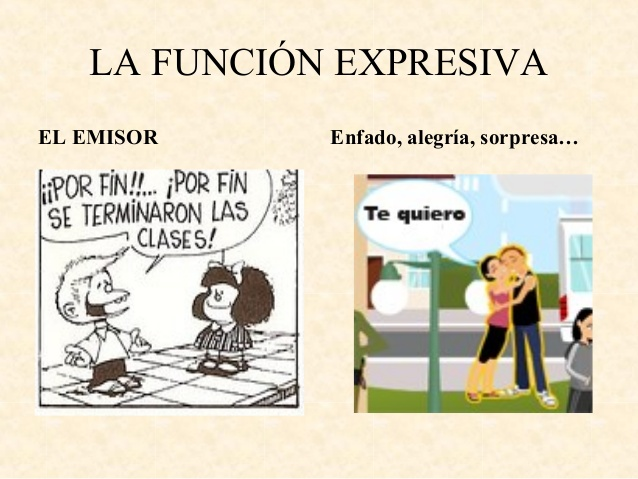 LA FUNCIÓN EXPRESIVA
EL EMISOR
Enfado, alegría, sorpresa…
¡¡POR FIN!!... ¡POR FIN
SE TERMINARON LAS
CLASES!
Te quiero